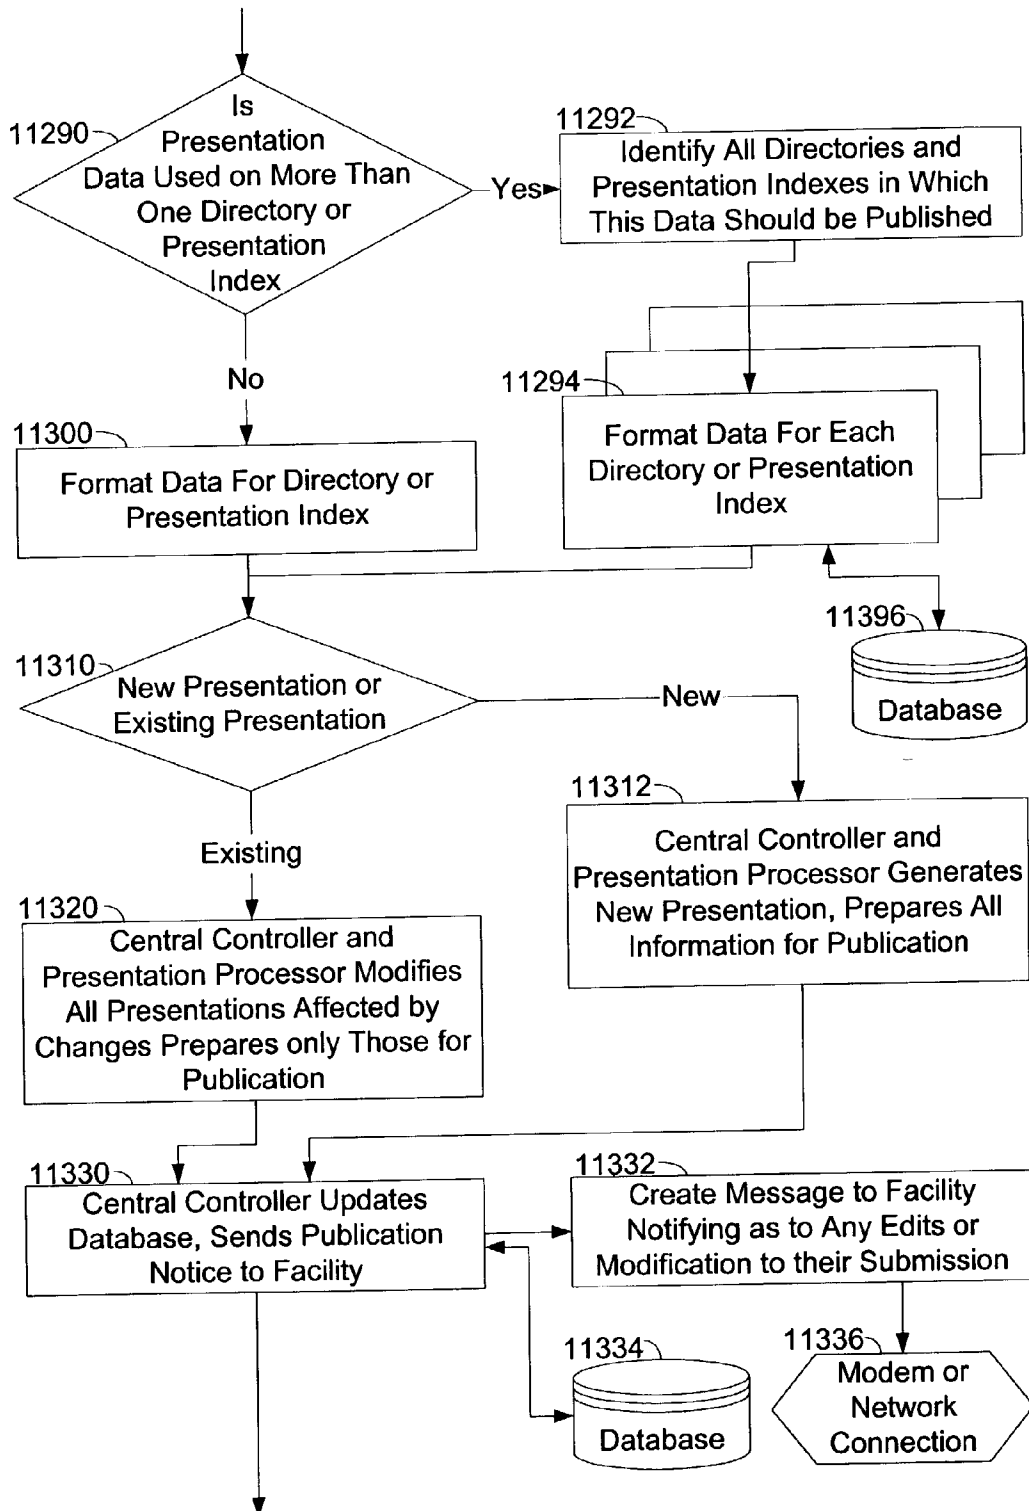 11290
Is
Presentation
Data Used on More Than
One Directory or
Presentation
Index
Yes
11292
Identify All Directories and
Presentation Indexes in Which
This Data Should be Published
No
11294
Format Data For Each
Directory or Presentation
Index
11300
Format Data For Directory or
Presentation Index
11396
Database
11310
New Presentation or
Existing Presentation
New
11312
Central Controller and
Presentation Processor Generates
New Presentation, Prepares All
Information for Publication
Existing
11320
Central Controller and
Presentation Processor Modifies
All Presentations Affected by
Changes Prepares only Those for
Publication
11330
Central Controller Updates
Database, Sends Publication
Notice to Facility
11332
Create Message to Facility
Notifying as to Any Edits or
Modification to their Submission
11334
Database
11336
Modem or
Network
Connection